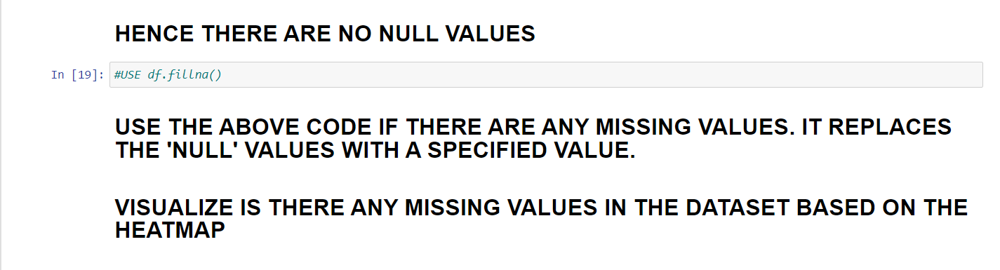 HENCE THERE ARE NO NULL VALUES
In [19]: #USE df.fillna()
USE THE ABOVE CODE IF THERE ARE ANY MISSING VALUES. IT REPLACES
THE 'NULL' VALUES WITH A SPECIFIED VALUE.
VISUALIZE IS THERE ANY MISSING VALUES IN THE DATASET BASED ON THE
HEATMAP